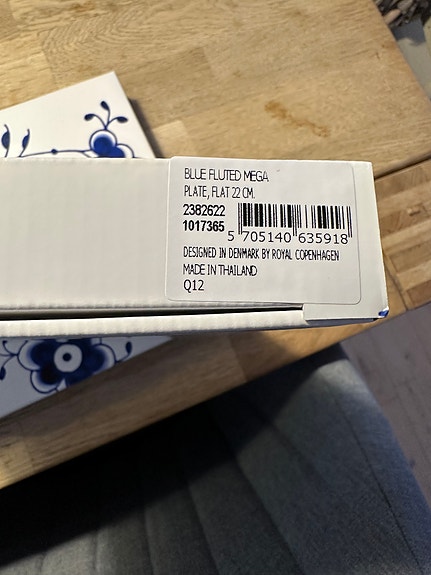 BLUE FLUTED MEGA
PLATE, FLAT 22 CM.
2382622
1017365
5 705140 635918
DESIGNED IN DENMARK BY ROYAL COPENHAGEN
MADE IN THAILAND
Q12